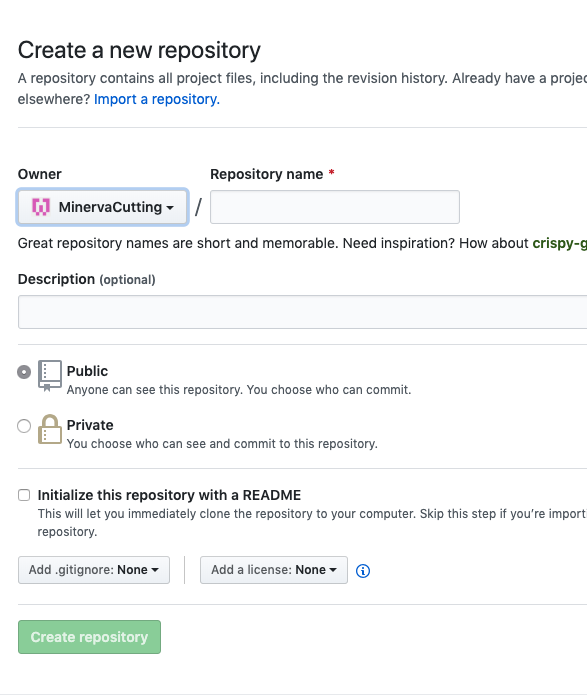 Create a new repository
A repository contains all project files, including the revision history. Already have a projec
elsewhere? Import a repository.
Owner
Repository name *
MinervaCutting /
Great repository names are short and memorable. Need inspiration? How about crispy-g
Description (optional)
Public
Anyone can see this repository. You choose who can commit.
Private
You choose who can see and commit to this repository.
Initialize this repository with a README
This will let you immediately clone the repository to your computer. Skip this step if you’re import
repository.
Add .gitignore: None
Add a license: None
Create repository